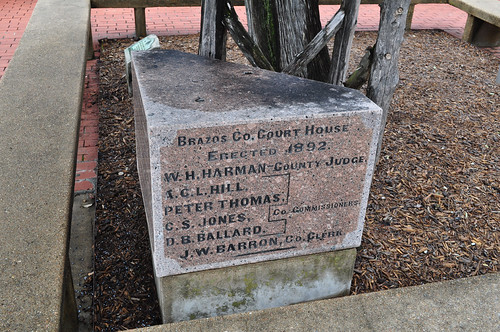 BRAZOS CO. COURT HOUSE
ERECTED 1892.
W.H. HARMAN-COUNTY JUDGE
A.C.L. HILL.
PETER THOMAS,
CO. COMMISSIONERS
C.S. JONES,
D.B. BALLARD.
J.W. BARRON, CO. CLERK